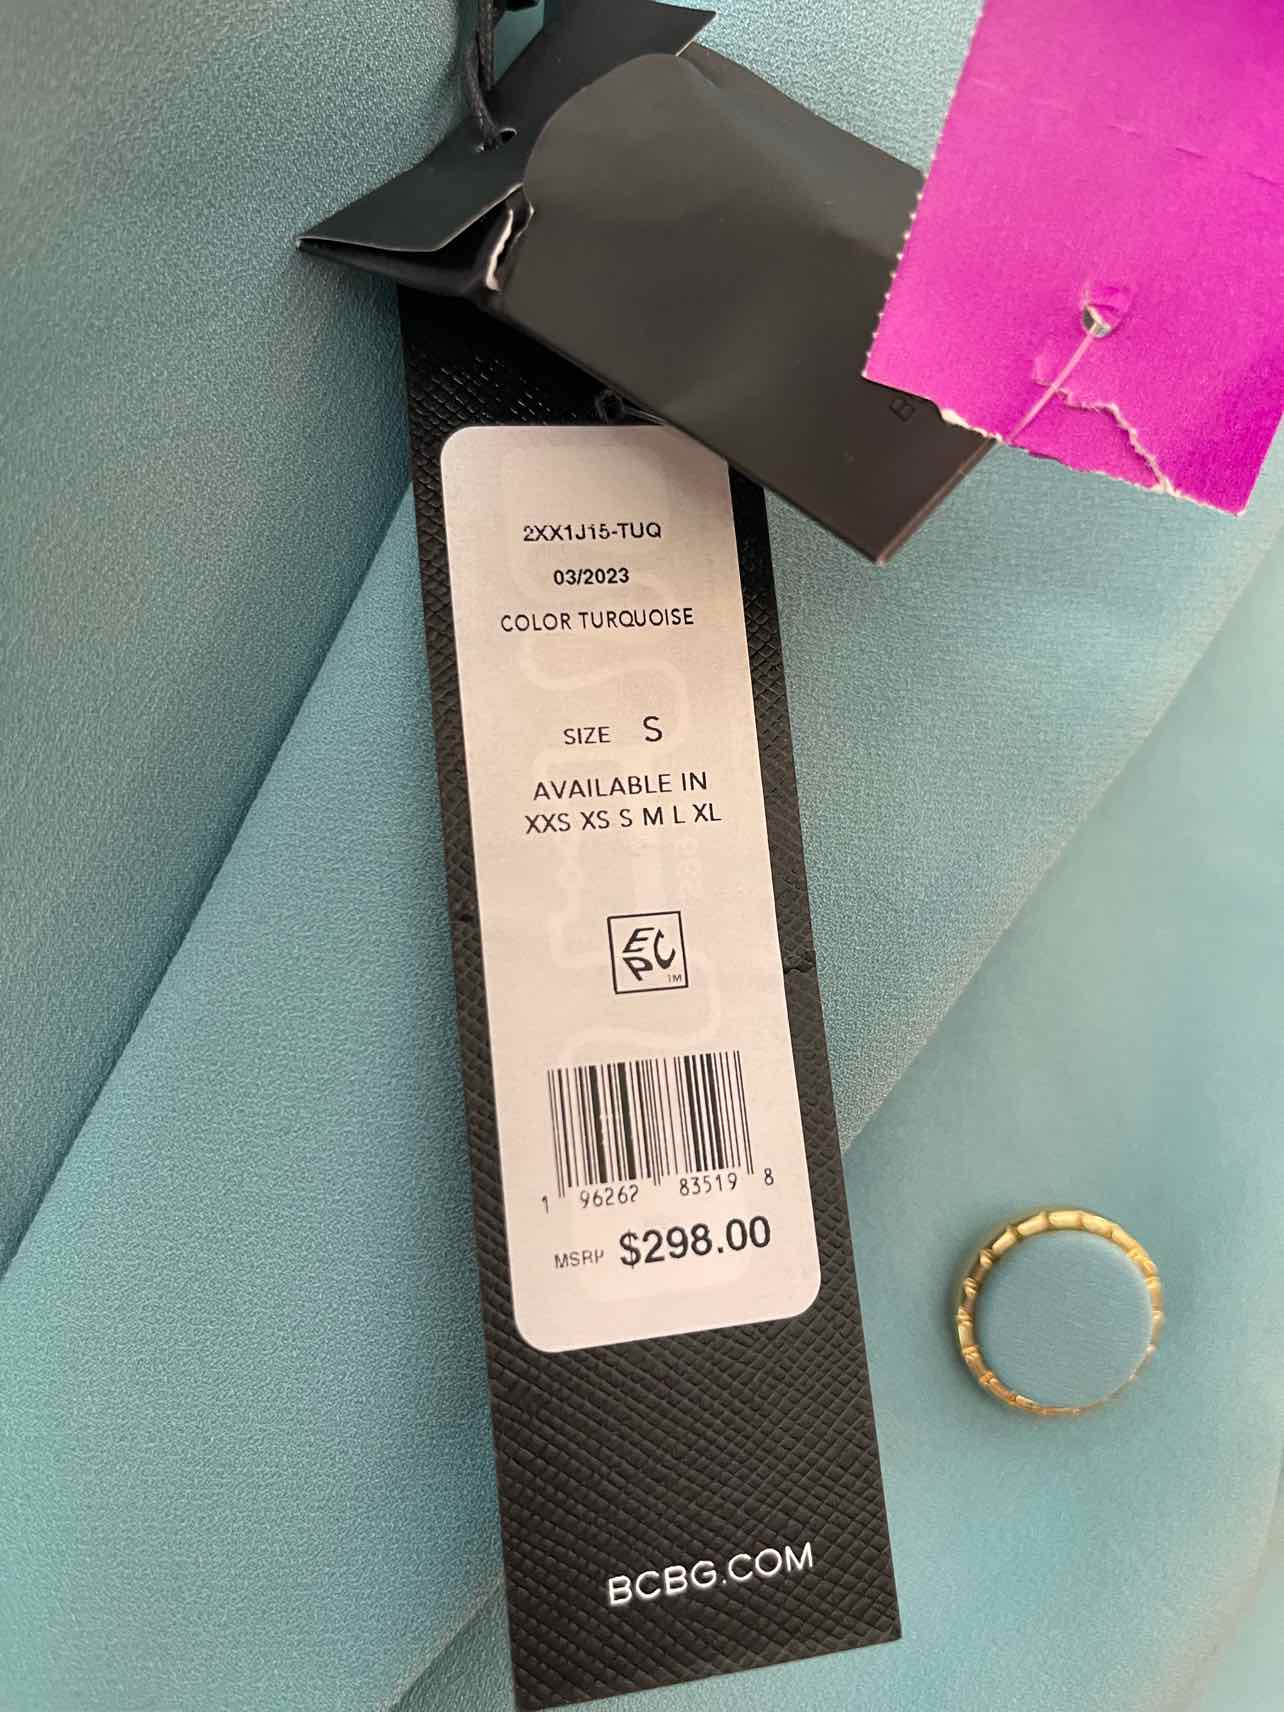 B
2XX1J15-TUQ
03/2023
COLOR TURQUOISE
SIZE S
AVAILABLE IN
XXS XS S M L XL
EPC TM
1 96262 83519 8
MSRP $298.00
BCBG.COM